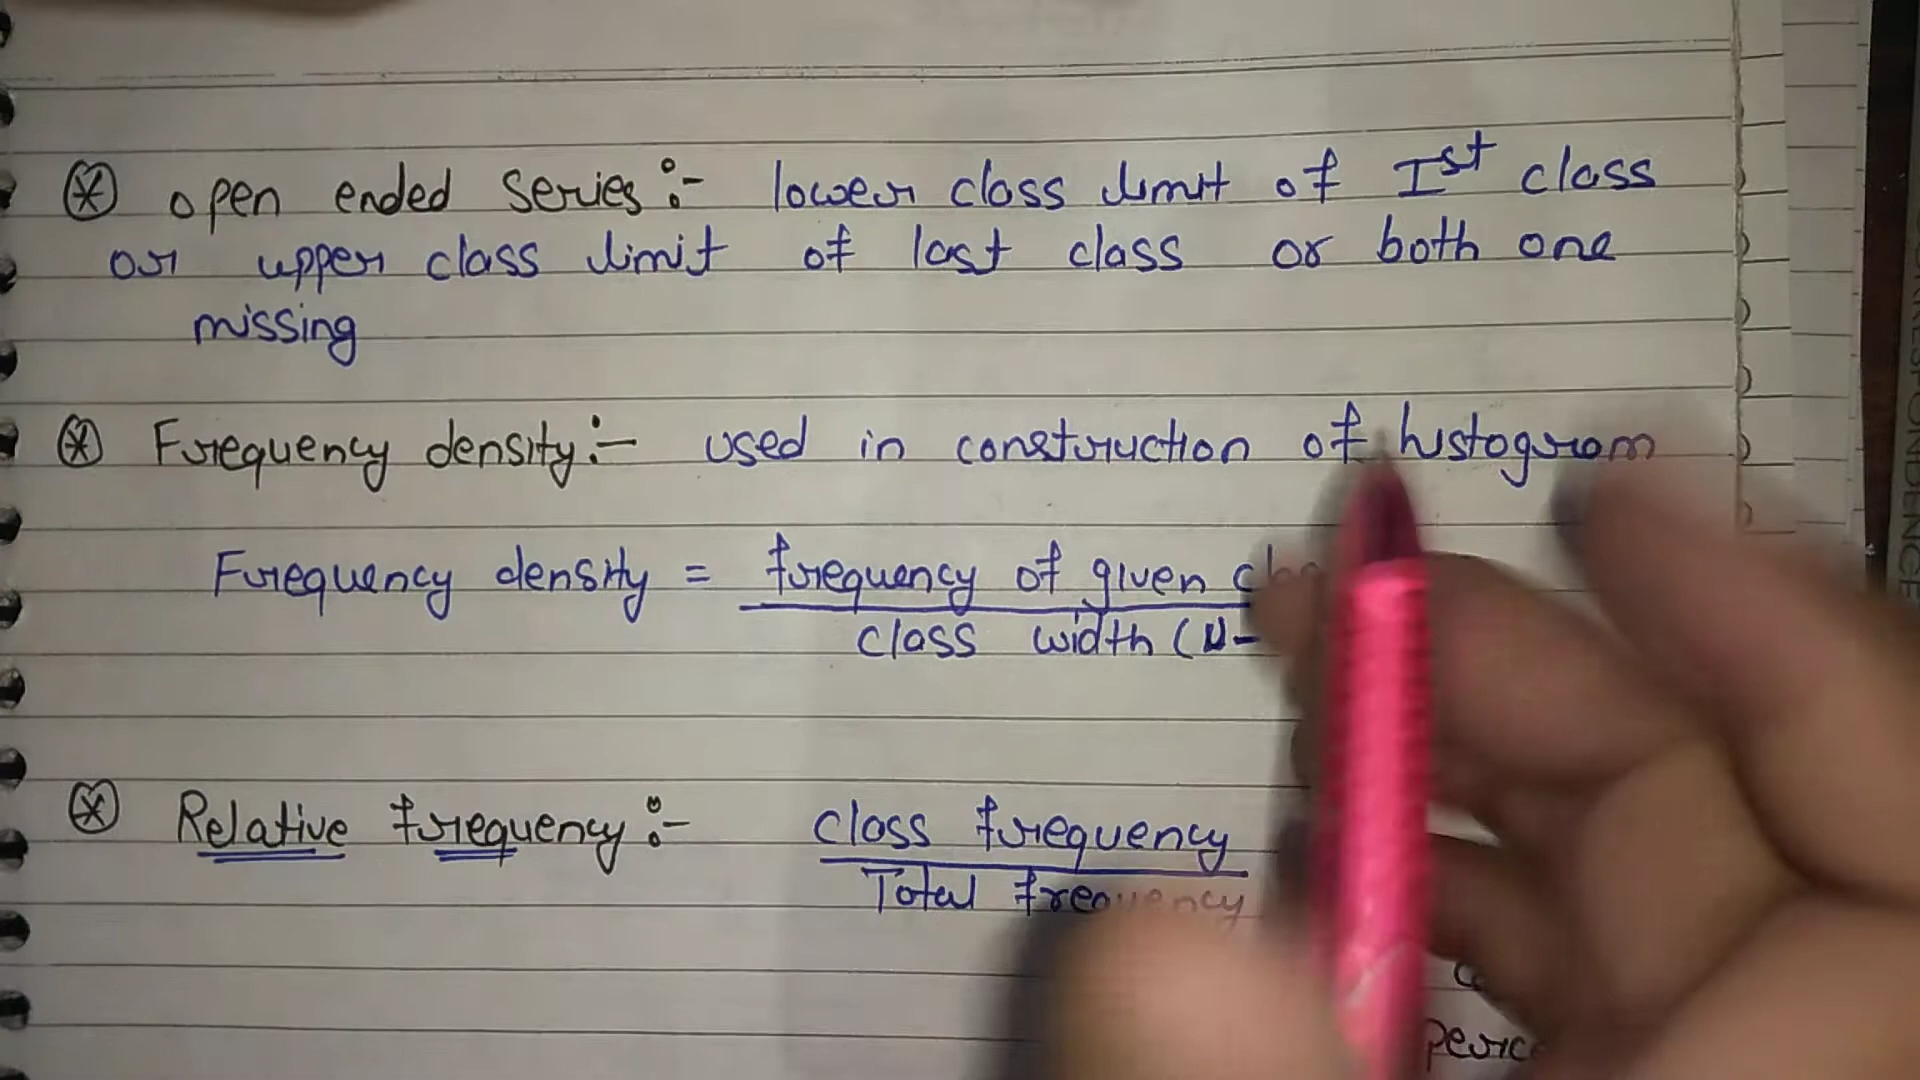 ⊛ open ended series:- lower class limit of Ist class
or upper class limit of last class or both one
missing
⊛ Frequency density:- used in construction of histogram
Frequency density = frequency of given
class width (U-
⊛ Relative frequency:- class frequency
Total frequency
CORRESPONDENCE